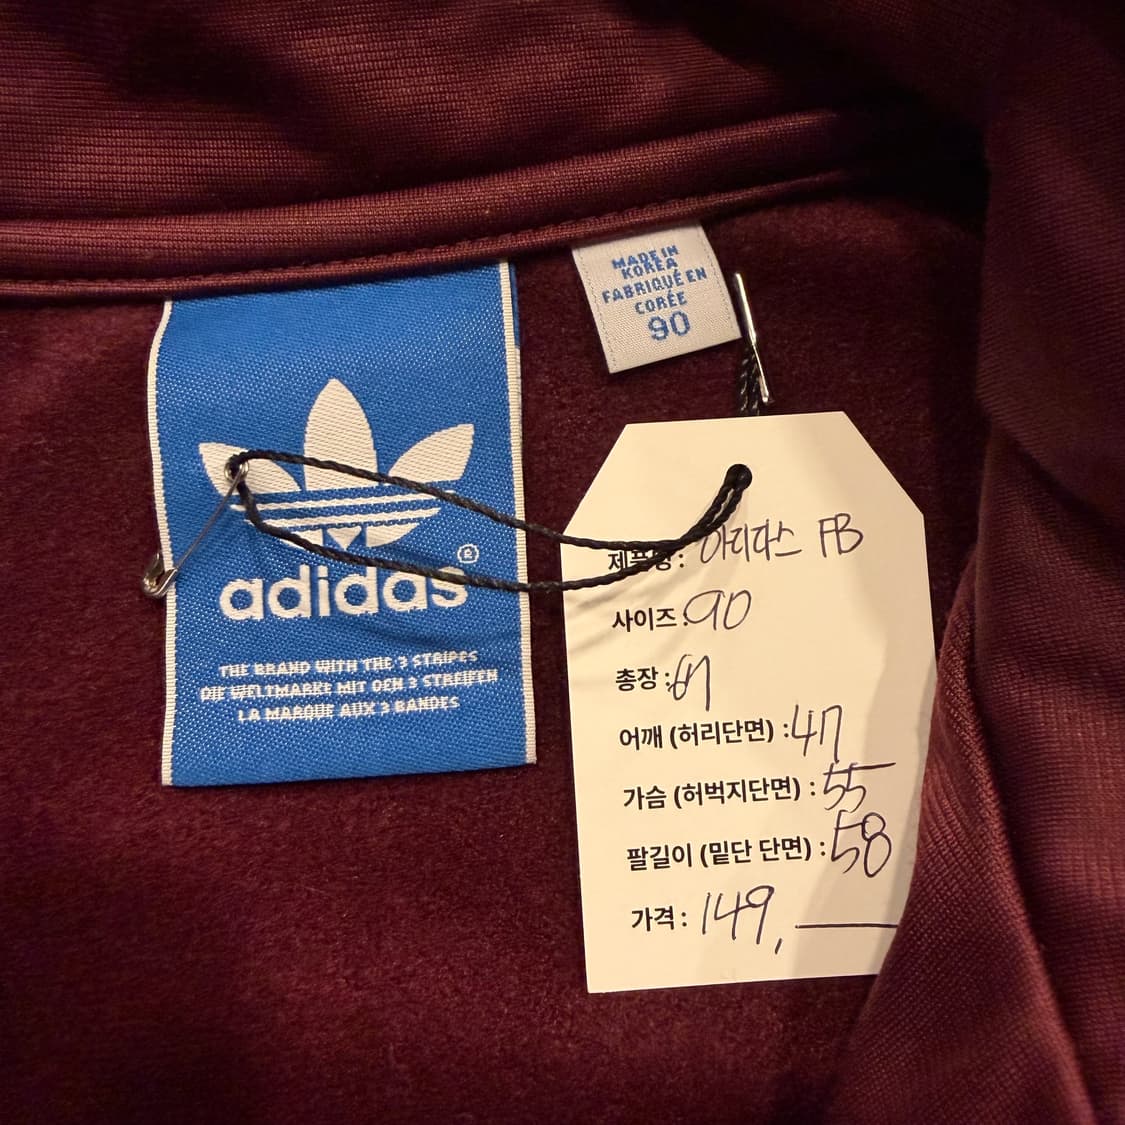 adidas®
THE BRAND WITH THE 3 STRIPES
DIE WELTMARKE MIT DEN 3 STREIFEN
LA MARQUE AUX 3 BANDES
MADE IN
KOREA
FABRIQUÉ EN
CORÉE
90
제품명: 아디다스 FB
사이즈: 90
총장: 67
어깨 (허리단면) : 47
가슴 (허벅지단면) : 55
팔길이 (밑단 단면) : 58
가격: 149,